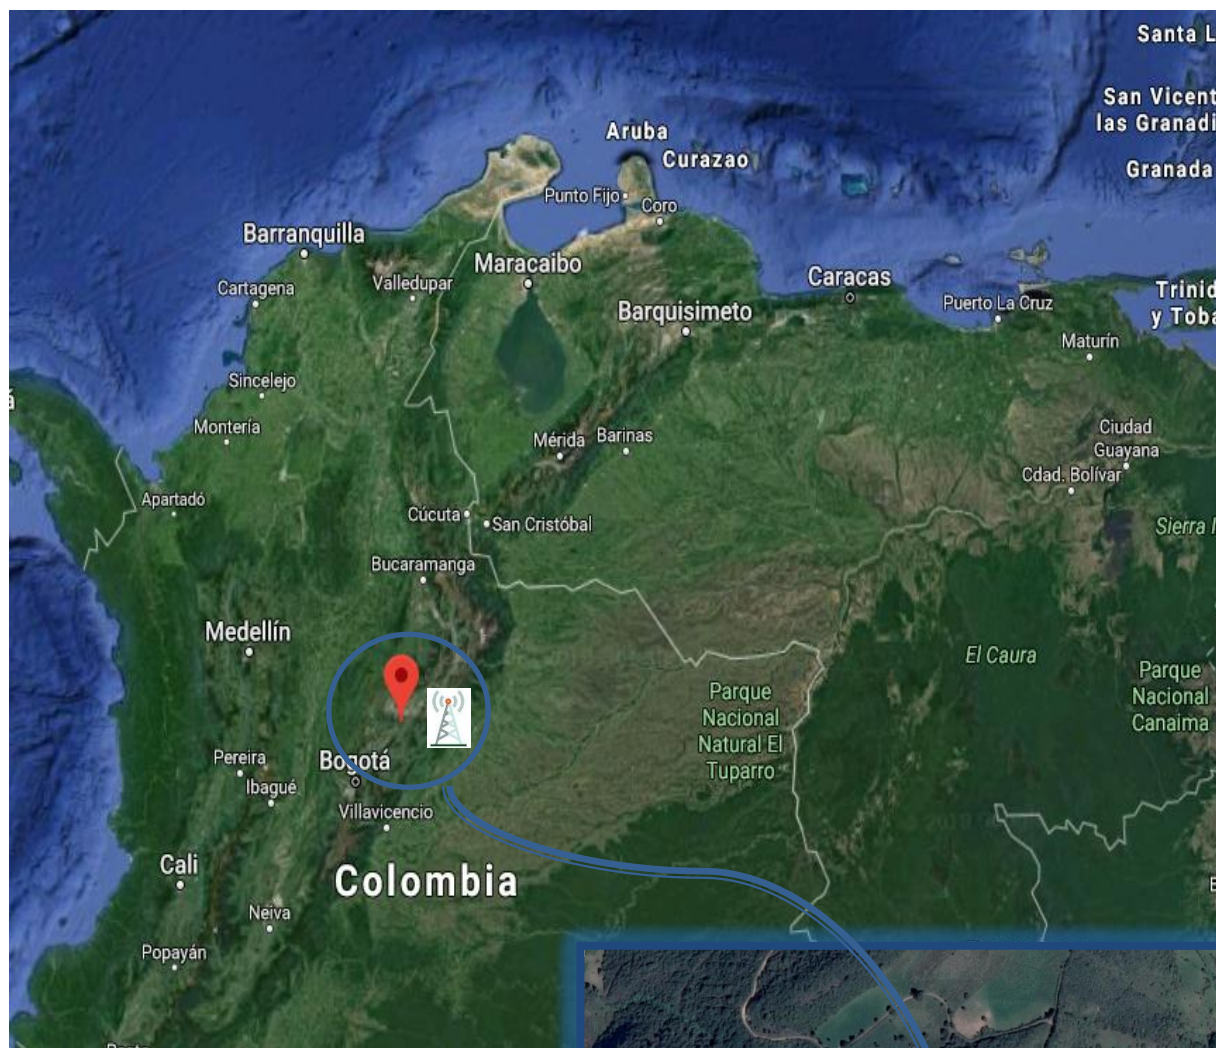 Santa L
San Vicent
las Granadi
Aruba
Curazao
Granada
Punto Fijo
Coro
Barranquilla
Maracaibo
Caracas
Cartagena
Valledupar
Trinid
y Toba
Puerto La Cruz
Barquisimeto
Maturín
Sincelejo
á
Montería
Mérida
Barinas
Ciudad
Guayana
Cdad. Bolívar
Apartadó
Cúcuta
San Cristóbal
Sierra
Bucaramanga
Medellín
El Caura
Parque
Nacional
Canaima
Parque
Nacional
Natural El
Tuparro
Pereira
Bogotá
Ibagué
Villavicencio
Cali
Colombia
Neiva
Popayán